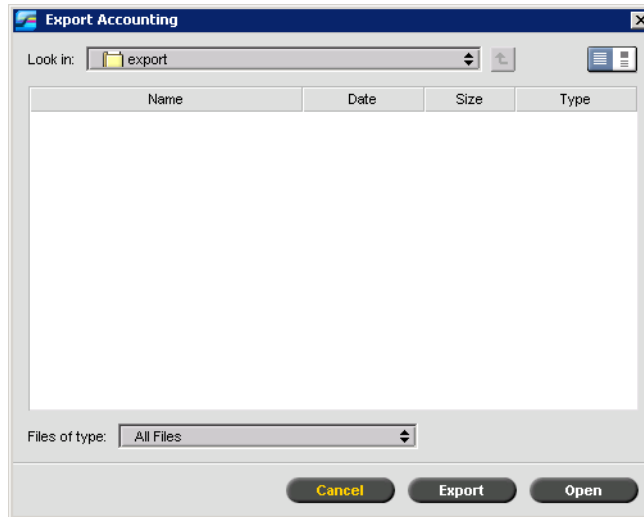 Export Accounting
Look in: export
Name Date Size Type
Files of type: All Files
Cancel Export Open